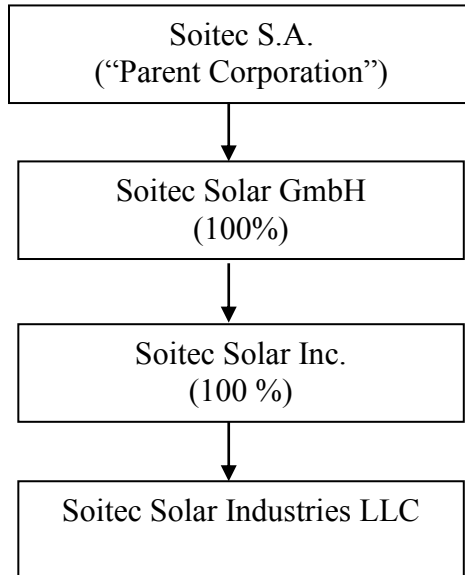 Soitec S.A.
(“Parent Corporation”)
Soitec Solar GmbH
(100%)
Soitec Solar Inc.
(100 %)
Soitec Solar Industries LLC